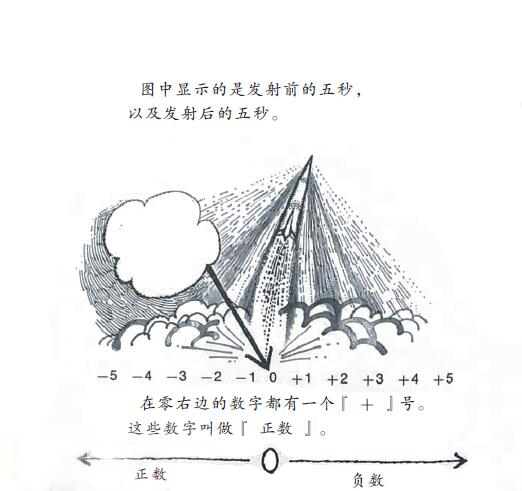 图中显示的是发射前的五秒，
以及发射后的五秒。
-5 -4 -3 -2 -1 0 +1 +2 +3 +4 +5
在零右边的数字都有一个『 + 』号。
这些数字叫做『 正数 』。
0
正数 负数